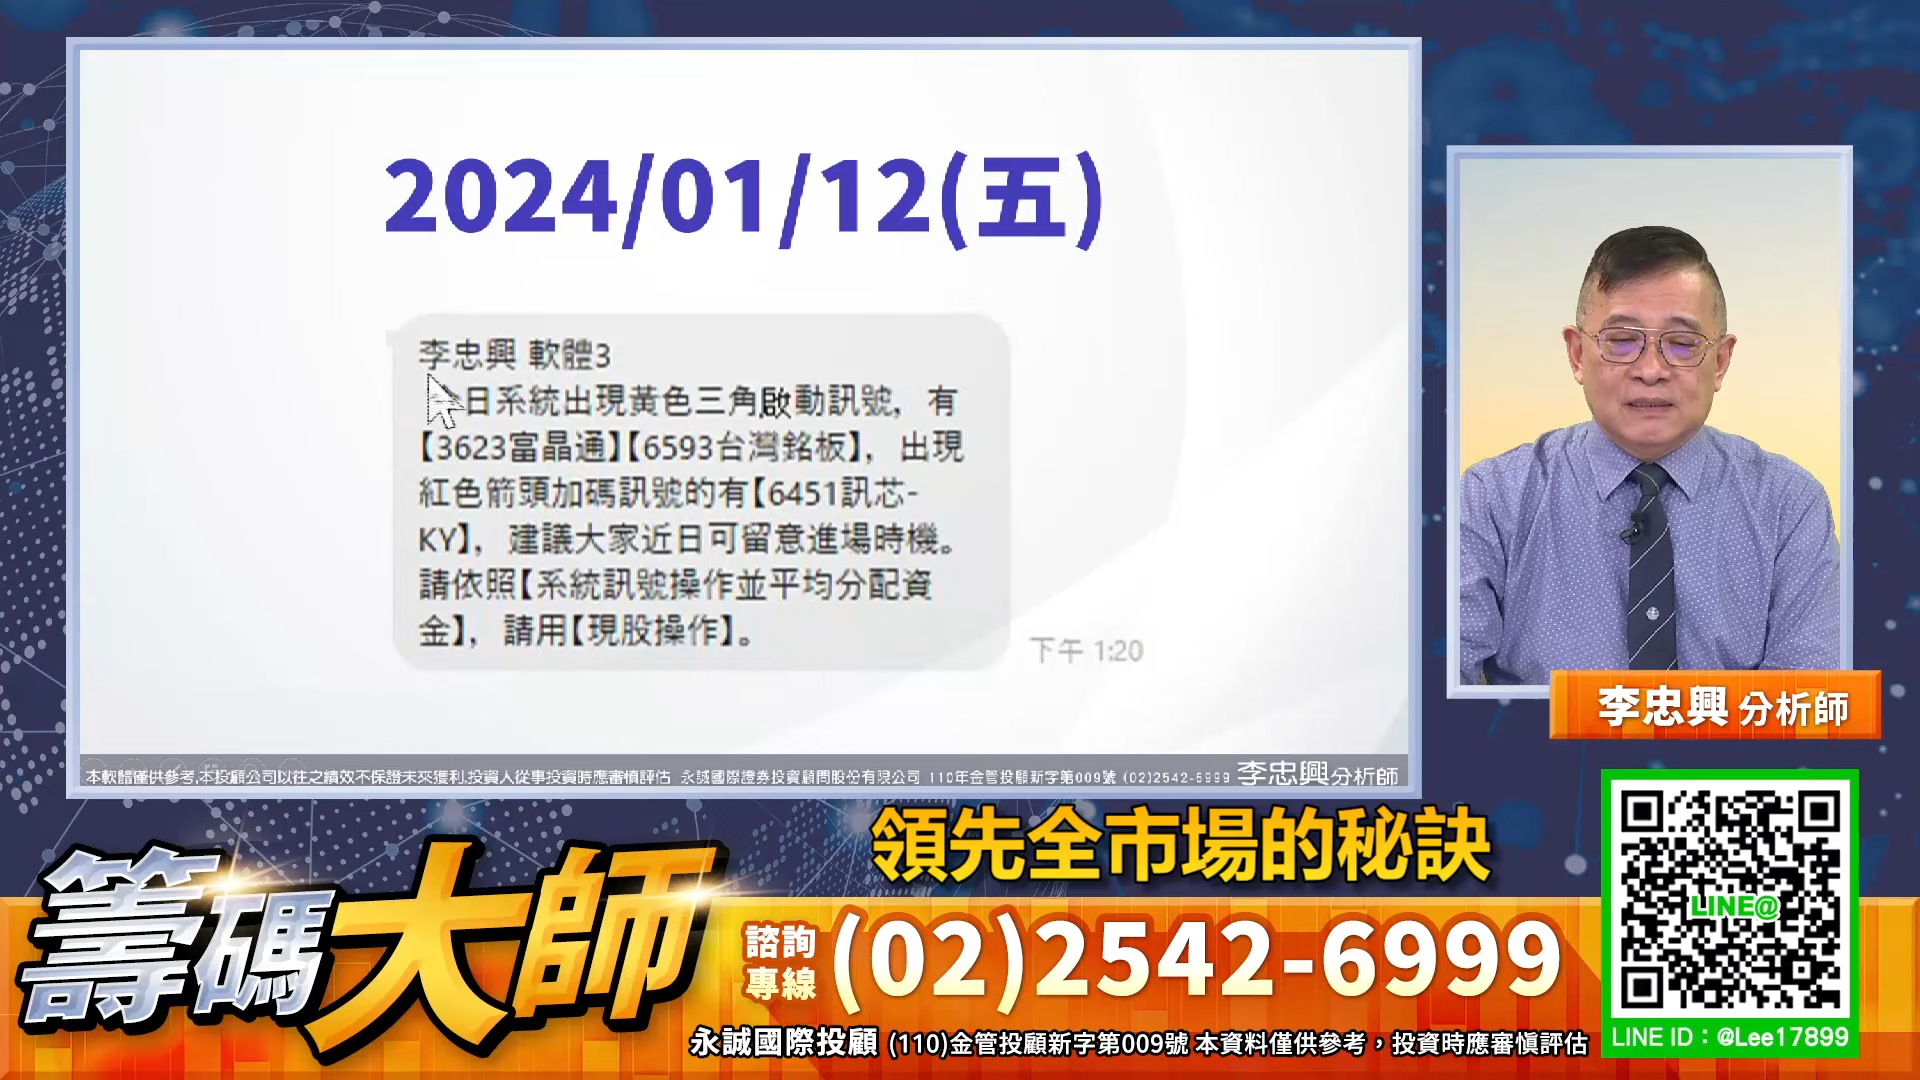 2024/01/12(五)
李忠興 軟體3
日系統出現黃色三角啟動訊號，有
【3623富晶通】【6593台灣銘板】，出現
紅色箭頭加碼訊號的有【6451訊芯-
KY】，建議大家近日可留意進場時機。
請依照【系統訊號操作並平均分配資
金】，請用【現股操作】。
下午 1:20
本軟體僅供參考,本投顧公司以往之績效不保證未來獲利,投資人從事投資時應審慎評估 永誠國際證券投資顧問股份有限公司 110年金管投顧新字第009號 (02)2542-6999 李忠興分析師
李忠興 分析師
領先全市場的秘訣
籌碼大師
諮詢專線 (02)2542-6999
永誠國際投顧 (110)金管投顧新字第009號 本資料僅供參考，投資時應審慎評估
LINE@
LINE ID：@Lee17899